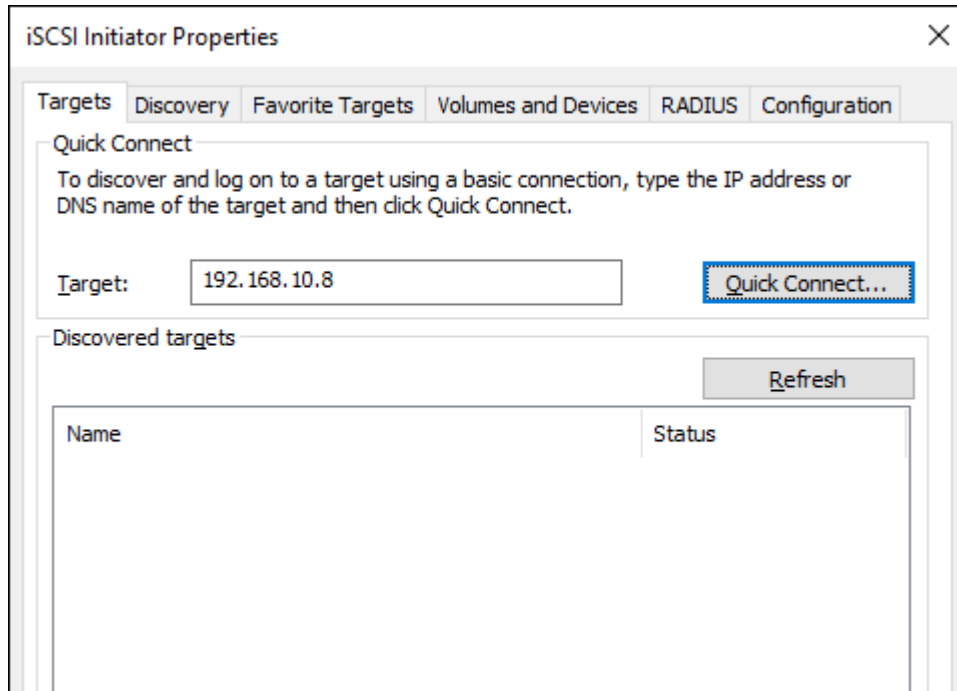 iSCSI Initiator Properties
Targets Discovery Favorite Targets Volumes and Devices RADIUS Configuration
Quick Connect
To discover and log on to a target using a basic connection, type the IP address or
DNS name of the target and then click Quick Connect.
Target: 192.168.10.8 Quick Connect...
Discovered targets
Refresh
Name Status